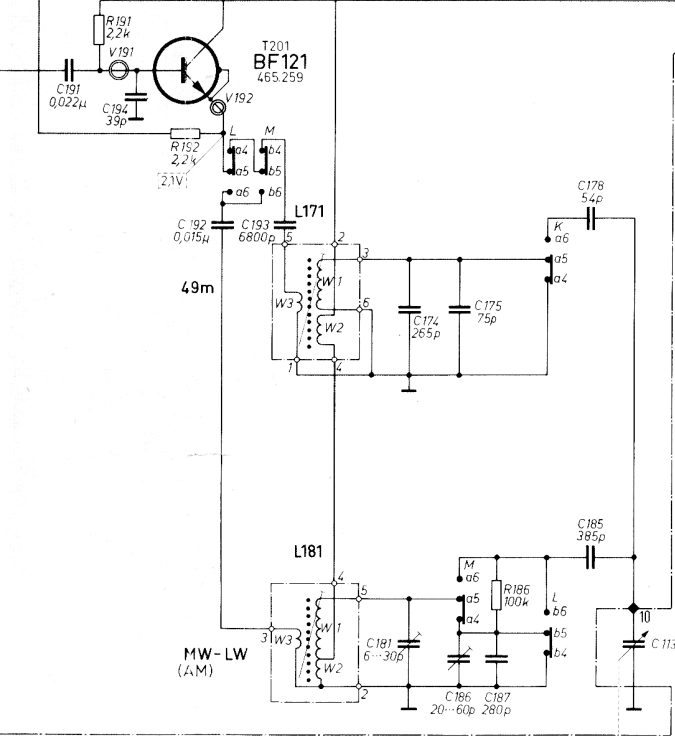 R191
2,2k
V191
T201
BF121
465.259
C191
0,022µ
C194
39p
V192
R192
2,2k
L
M
a4
b4
a5
b5
2,1V
a6
b6
C192
0,015µ
C193
6800p
L171
5
2
3
W1
W3
6
W2
1
4
49m
C174
265p
C175
75p
C178
54p
K
a6
a5
a4
L181
4
5
3
W3
W1
W2
2
MW-LW
(AM)
C181
6...30p
M
a6
a5
a4
R186
100k
L
b6
b5
b4
C185
385p
10
C113
C186
20...60p
C187
280p